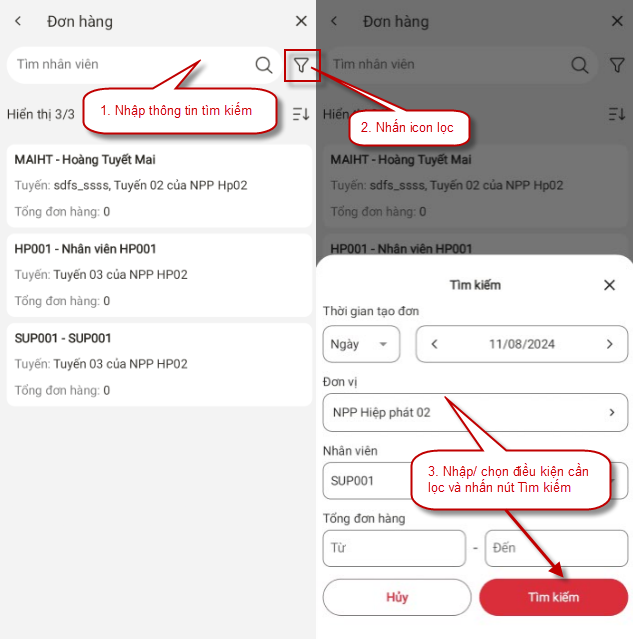 Đơn hàng
Tìm nhân viên
1. Nhập thông tin tìm kiếm
Hiển thị 3/3
MAIHT - Hoàng Tuyết Mai
Tuyến: sdfs_ssss, Tuyến 02 của NPP Hp02
Tổng đơn hàng: 0
HP001 - Nhân viên HP001
Tuyến: Tuyến 03 của NPP HP02
Tổng đơn hàng: 0
SUP001 - SUP001
Tuyến: Tuyến 03 của NPP HP02
Tổng đơn hàng: 0
Đơn hàng
Tìm nhân viên
2. Nhấn icon lọc
Hiển thị
MAIHT - Hoàng Tuyết Mai
Tuyến: sdfs_ssss, Tuyến 02 của NPP Hp02
Tổng đơn hàng: 0
HP001 - Nhân viên HP001
Tìm kiếm
Thời gian tạo đơn
Ngày
11/08/2024
Đơn vị
NPP Hiệp phát 02
Nhân viên
SUP001
3. Nhập/ chọn điều kiện cần
lọc và nhấn nút Tìm kiếm
Tổng đơn hàng
Từ - Đến
Hủy
Tìm kiếm